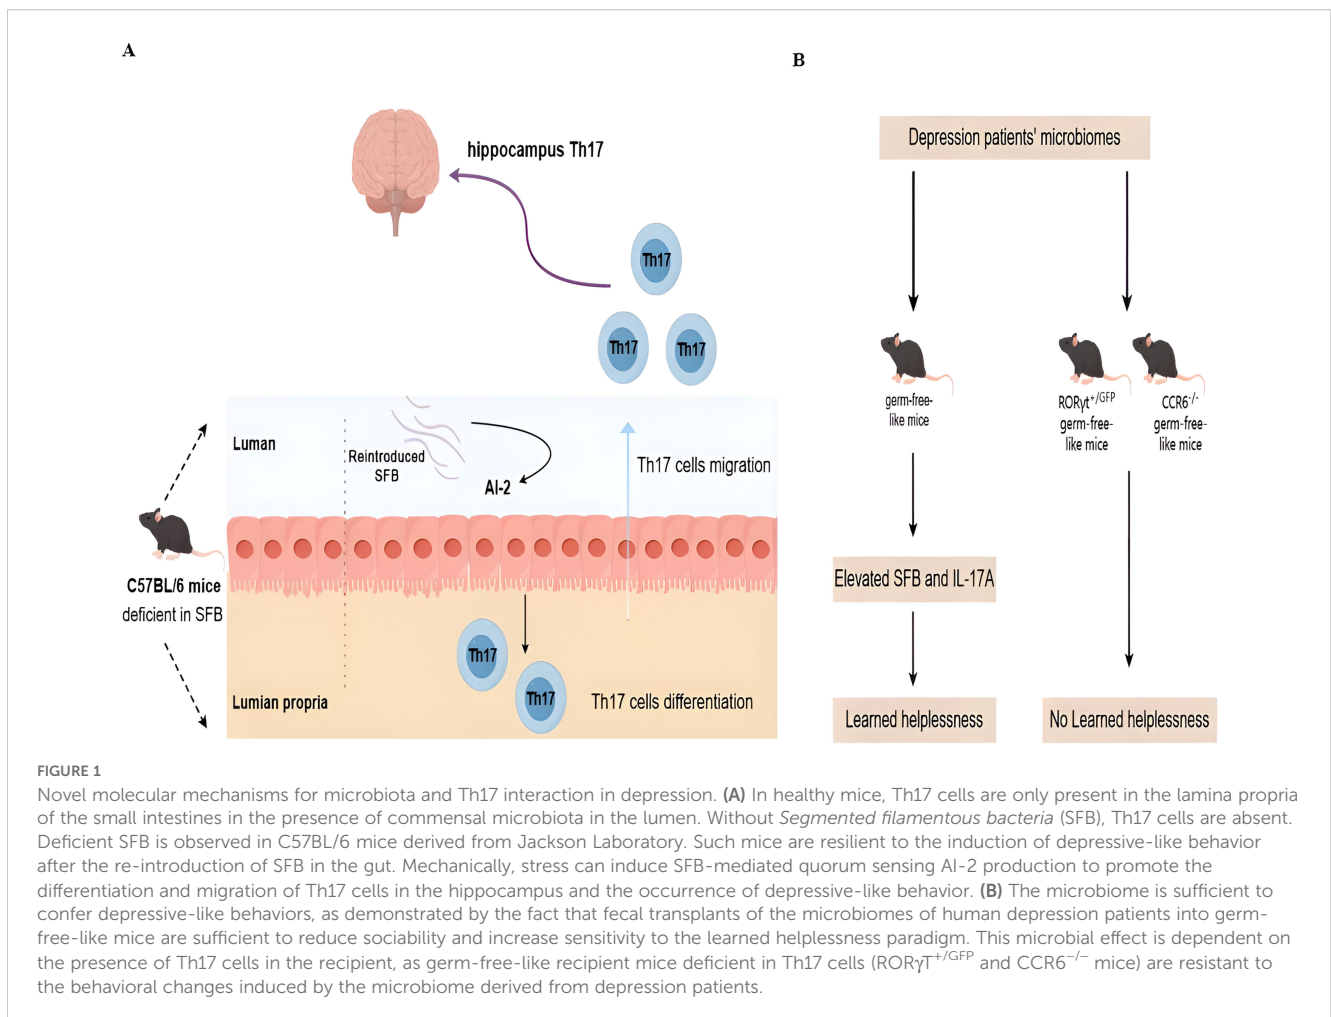 A
B
hippocampus Th17
Th17
Th17
Th17
Luman
Reintroduced
SFB
AI-2
Th17 cells migration
C57BL/6 mice
deficient in SFB
Th17
Th17
Lumian propria
Th17 cells differentiation
Depression patients' microbiomes
germ-free-
like mice
RORγt+/GFP
germ-free-
like mice
CCR6-/-
germ-free-
like mice
Elevated SFB and IL-17A
Learned helplessness
No Learned helplessness
FIGURE 1
Novel molecular mechanisms for microbiota and Th17 interaction in depression. (A) In healthy mice, Th17 cells are only present in the lamina propria
of the small intestines in the presence of commensal microbiota in the lumen. Without Segmented filamentous bacteria (SFB), Th17 cells are absent.
Deficient SFB is observed in C57BL/6 mice derived from Jackson Laboratory. Such mice are resilient to the induction of depressive-like behavior
after the re-introduction of SFB in the gut. Mechanically, stress can induce SFB-mediated quorum sensing AI-2 production to promote the
differentiation and migration of Th17 cells in the hippocampus and the occurrence of depressive-like behavior. (B) The microbiome is sufficient to
confer depressive-like behaviors, as demonstrated by the fact that fecal transplants of the microbiomes of human depression patients into germ-
free-like mice are sufficient to reduce sociability and increase sensitivity to the learned helplessness paradigm. This microbial effect is dependent on
the presence of Th17 cells in the recipient, as germ-free-like recipient mice deficient in Th17 cells (RORγT+/GFP and CCR6−/− mice) are resistant to
the behavioral changes induced by the microbiome derived from depression patients.